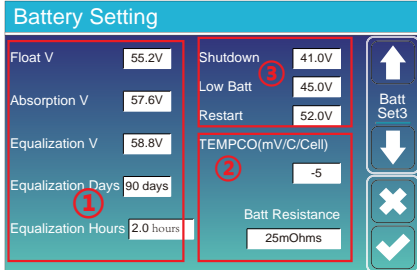 Battery Setting
Float V 55.2V
Absorption V 57.6V
Equalization V 58.8V
Equalization Days 90 days
Equalization Hours 2.0 hours
①
Shutdown 41.0V
Low Batt 45.0V
Restart 52.0V
③
TEMPCO(mV/C/Cell)
-5
②
Batt Resistance
25mOhms
Batt
Set3